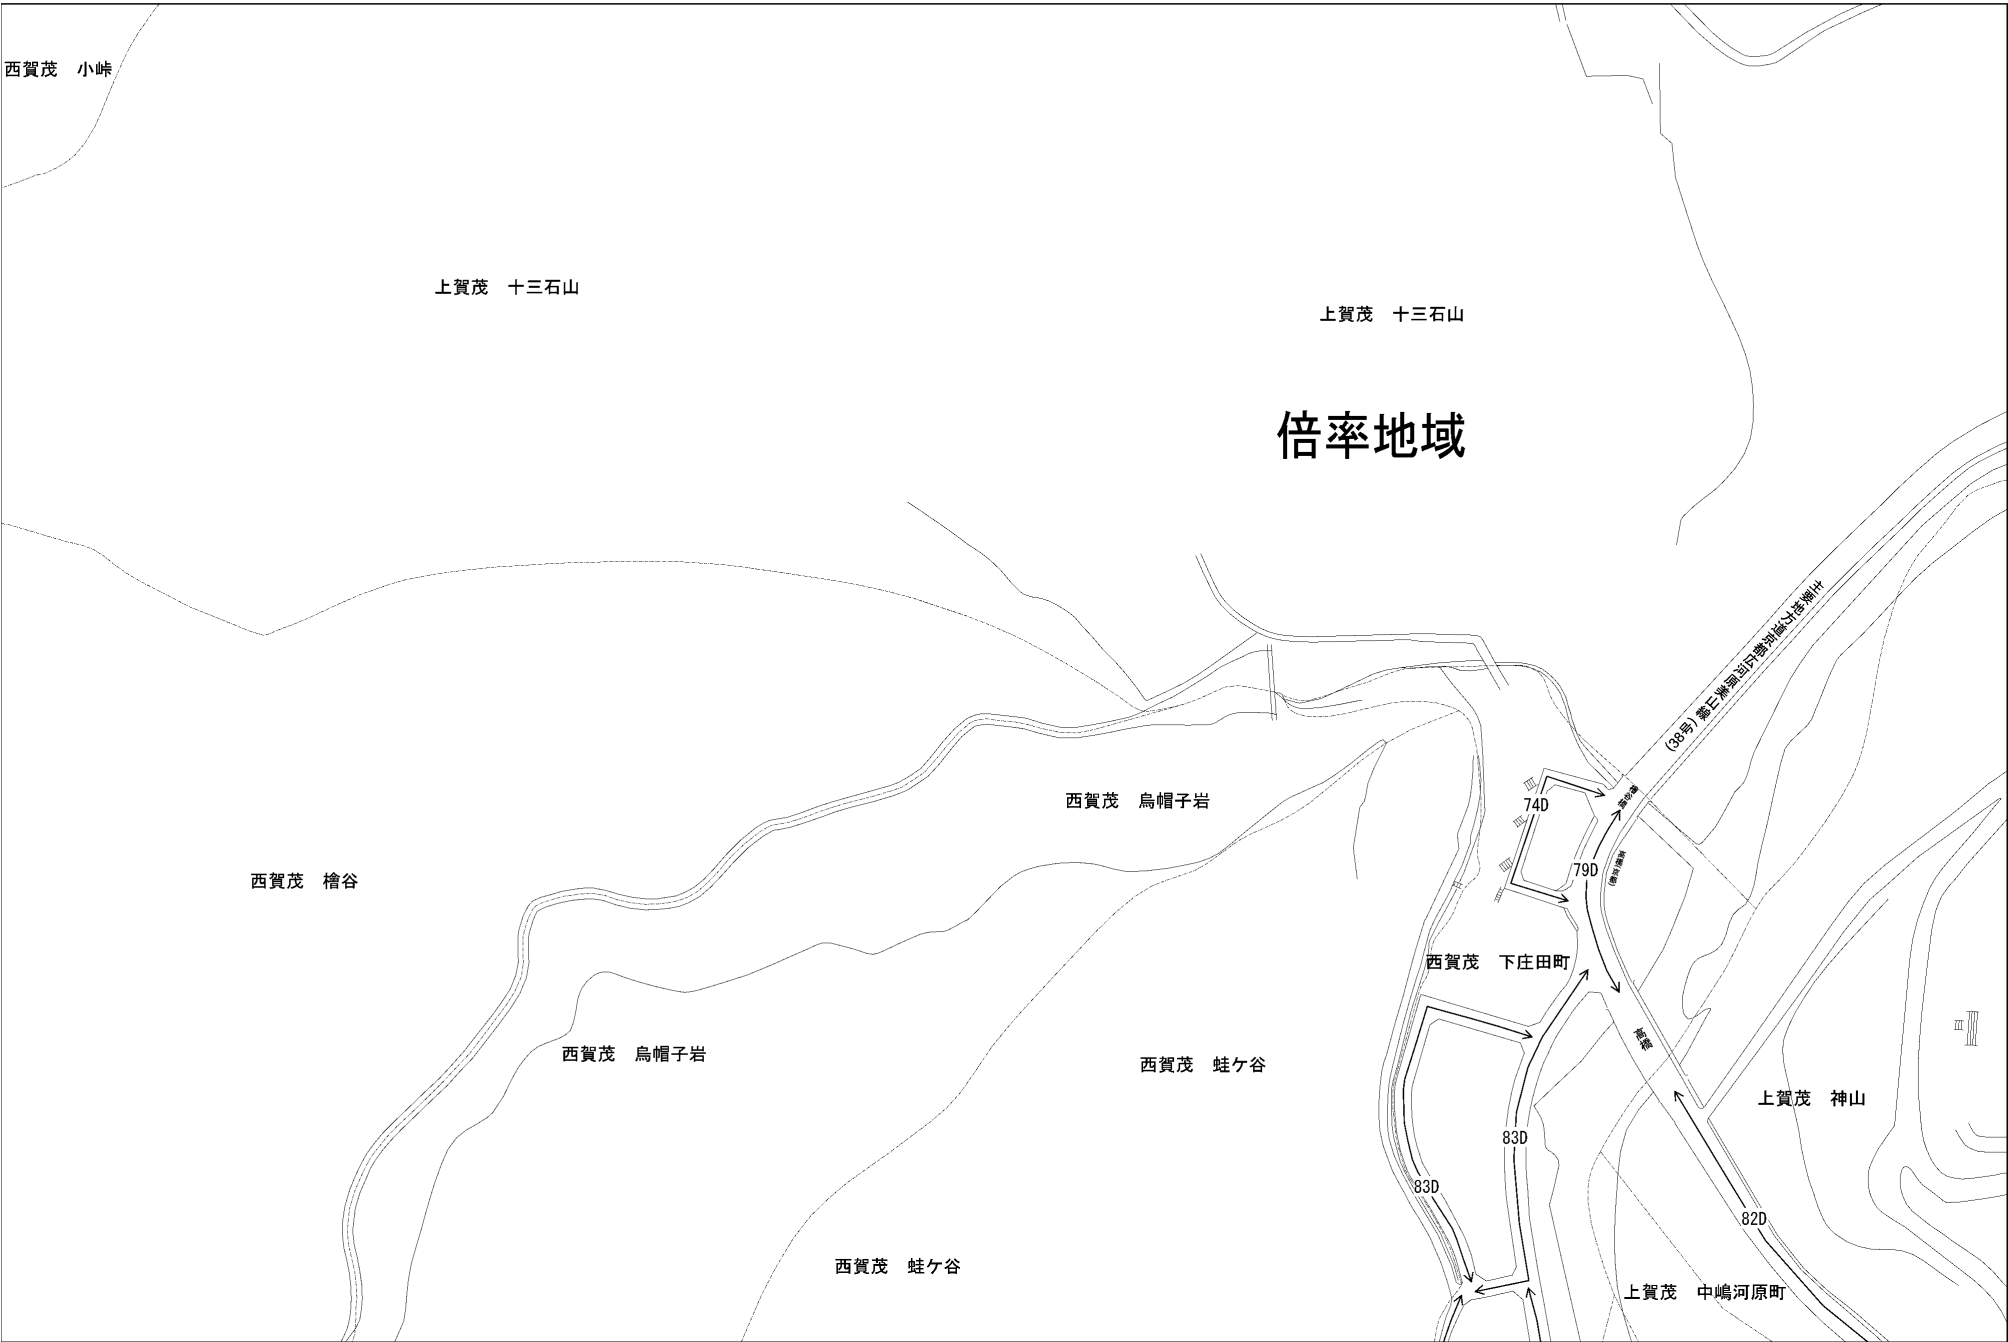 西賀茂　小峠
上賀茂　十三石山
上賀茂　十三石山
倍率地域
主要地方道京都広河原美山線
(38号)
西賀茂　烏帽子岩
74D
79D
西賀茂　檜谷
西賀茂　下庄田町
高橋
西賀茂　烏帽子岩
西賀茂　蛙ケ谷
上賀茂　神山
83D
83D
82D
西賀茂　蛙ケ谷
上賀茂　中嶋河原町